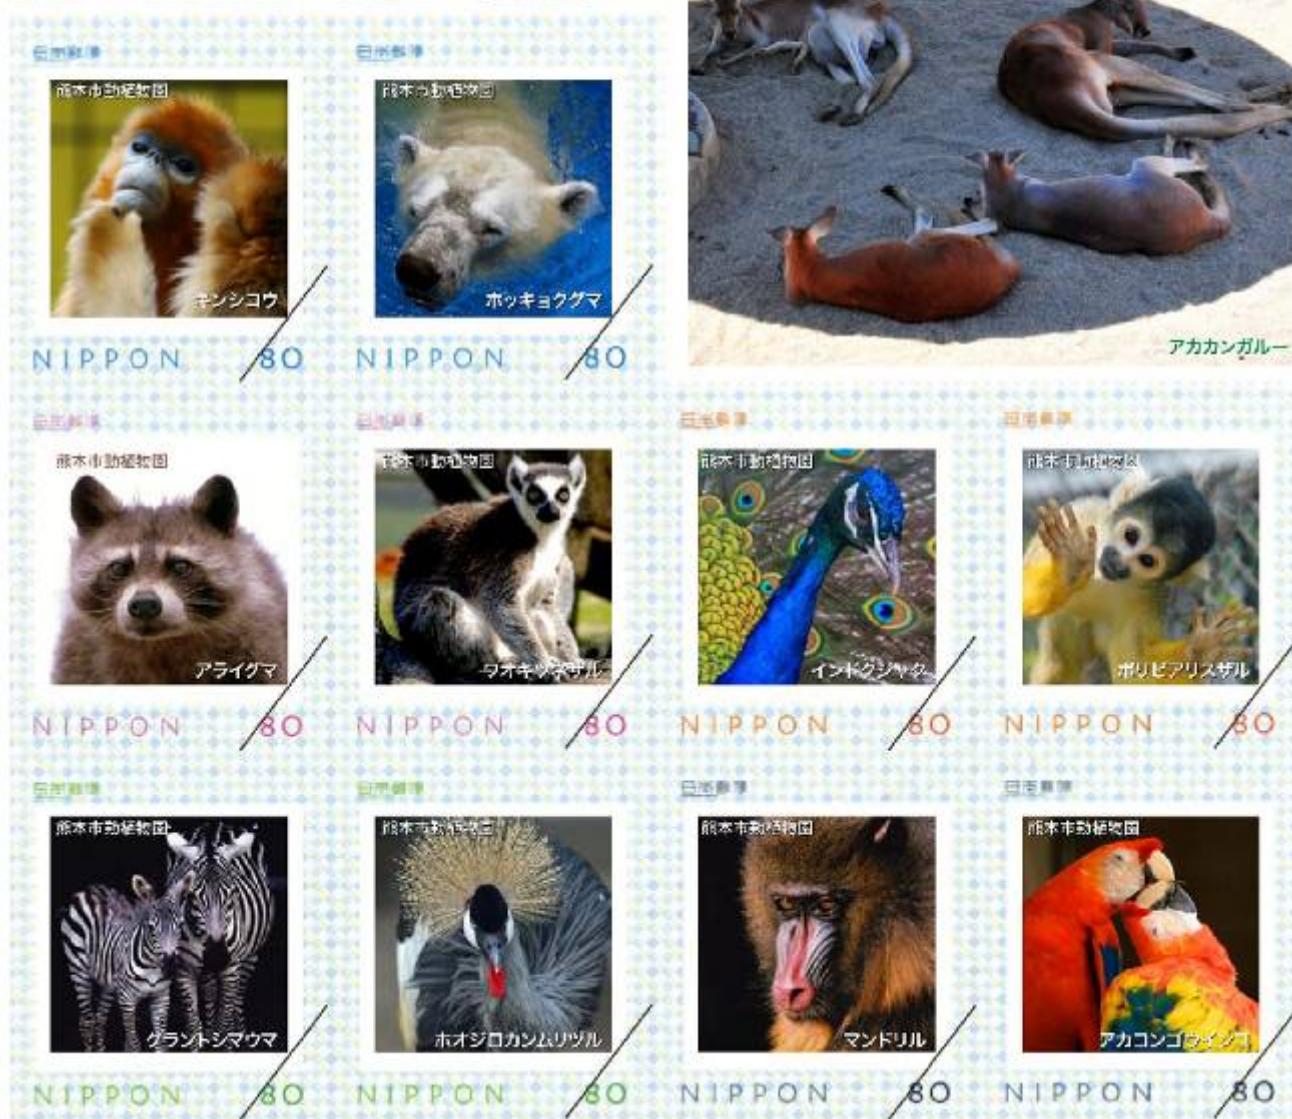 日本郵便
日本郵便
熊本市動植物園
熊本市動植物園
キンシコウ
ホッキョクグマ
NIPPON 80
NIPPON 80
アカカンガルー
日本郵便
日本郵便
日本郵便
日本郵便
熊本市動植物園
熊本市動植物園
熊本市動植物園
熊本市動植物園
アライグマ
ワオキツネザル
インドクジャク
ボリビアリスザル
NIPPON 80
NIPPON 80
NIPPON 80
NIPPON 80
日本郵便
日本郵便
日本郵便
日本郵便
熊本市動植物園
熊本市動植物園
熊本市動植物園
熊本市動植物園
グラントシマウマ
ホオジロカンムリヅル
マンドリル
アカコンゴウインコ
NIPPON 80
NIPPON 80
NIPPON 80
NIPPON 80